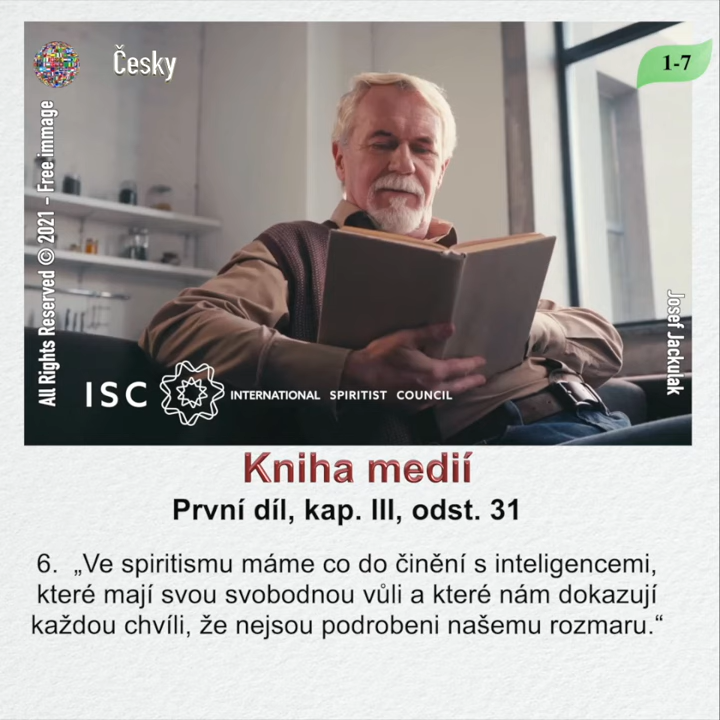 Česky
1-7
All Rights Reserved © 2021 – Free immage
Josef Jackulak
ISC INTERNATIONAL SPIRITIST COUNCIL
Kniha medií
První díl, kap. III, odst. 31
6. „Ve spiritismu máme co do činění s inteligencemi,
které mají svou svobodnou vůli a které nám dokazují
každou chvíli, že nejsou podrobeni našemu rozmaru.“